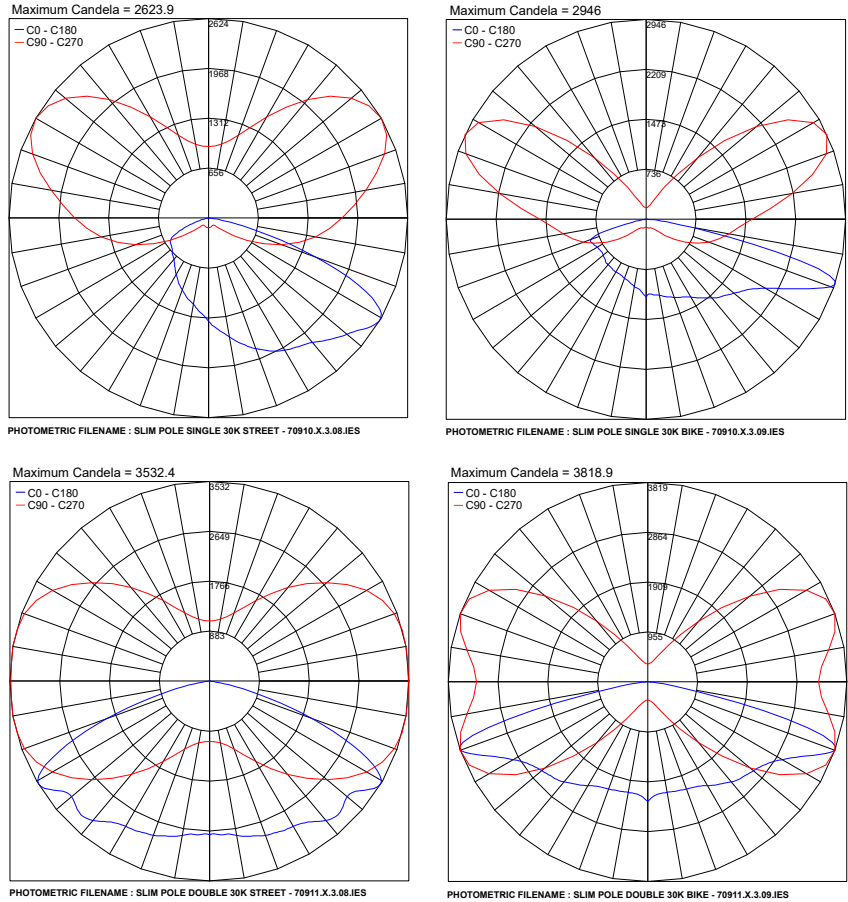 Maximum Candela = 2623.9
C0 - C180
C90 - C270
2624
1968
1312
656
PHOTOMETRIC FILENAME : SLIM POLE SINGLE 30K STREET - 70910.X.3.08.IES
Maximum Candela = 2946
C0 - C180
C90 - C270
2946
2209
1473
736
PHOTOMETRIC FILENAME : SLIM POLE SINGLE 30K BIKE - 70910.X.3.09.IES
Maximum Candela = 3532.4
C0 - C180
C90 - C270
3532
2649
1766
883
PHOTOMETRIC FILENAME : SLIM POLE DOUBLE 30K STREET - 70911.X.3.08.IES
Maximum Candela = 3818.9
C0 - C180
C90 - C270
3819
2864
1909
955
PHOTOMETRIC FILENAME : SLIM POLE DOUBLE 30K BIKE - 70911.X.3.09.IES